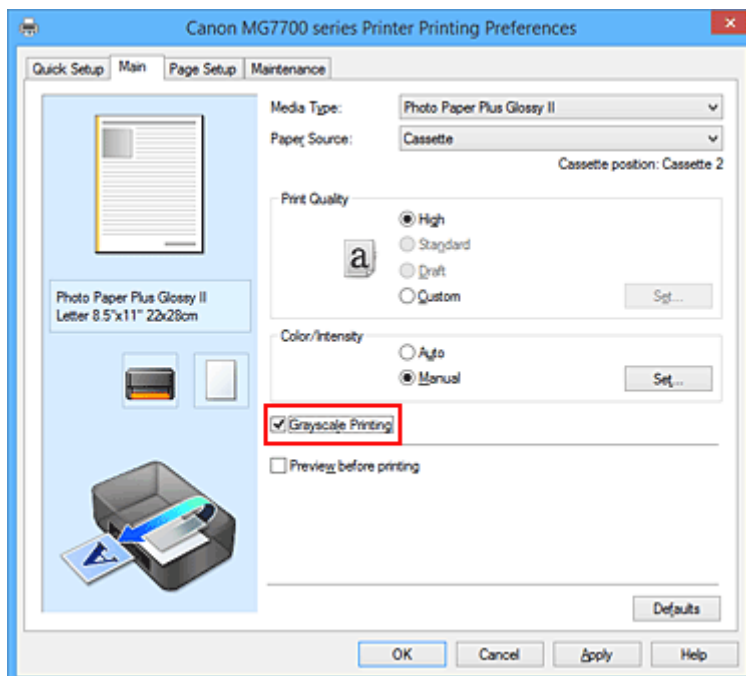 Canon MG7700 series Printer Printing Preferences
Quick Setup Main Page Setup Maintenance
Media Type: Photo Paper Plus Glossy II
Paper Source: Cassette
Cassette position: Cassette 2
Print Quality
High
Standard
Draft
Custom Set...
a
Photo Paper Plus Glossy II
Letter 8.5"x11" 22x28cm
Color/Intensity
Auto
Manual Set...
Grayscale Printing
Preview before printing
A
Defaults
OK Cancel Apply Help